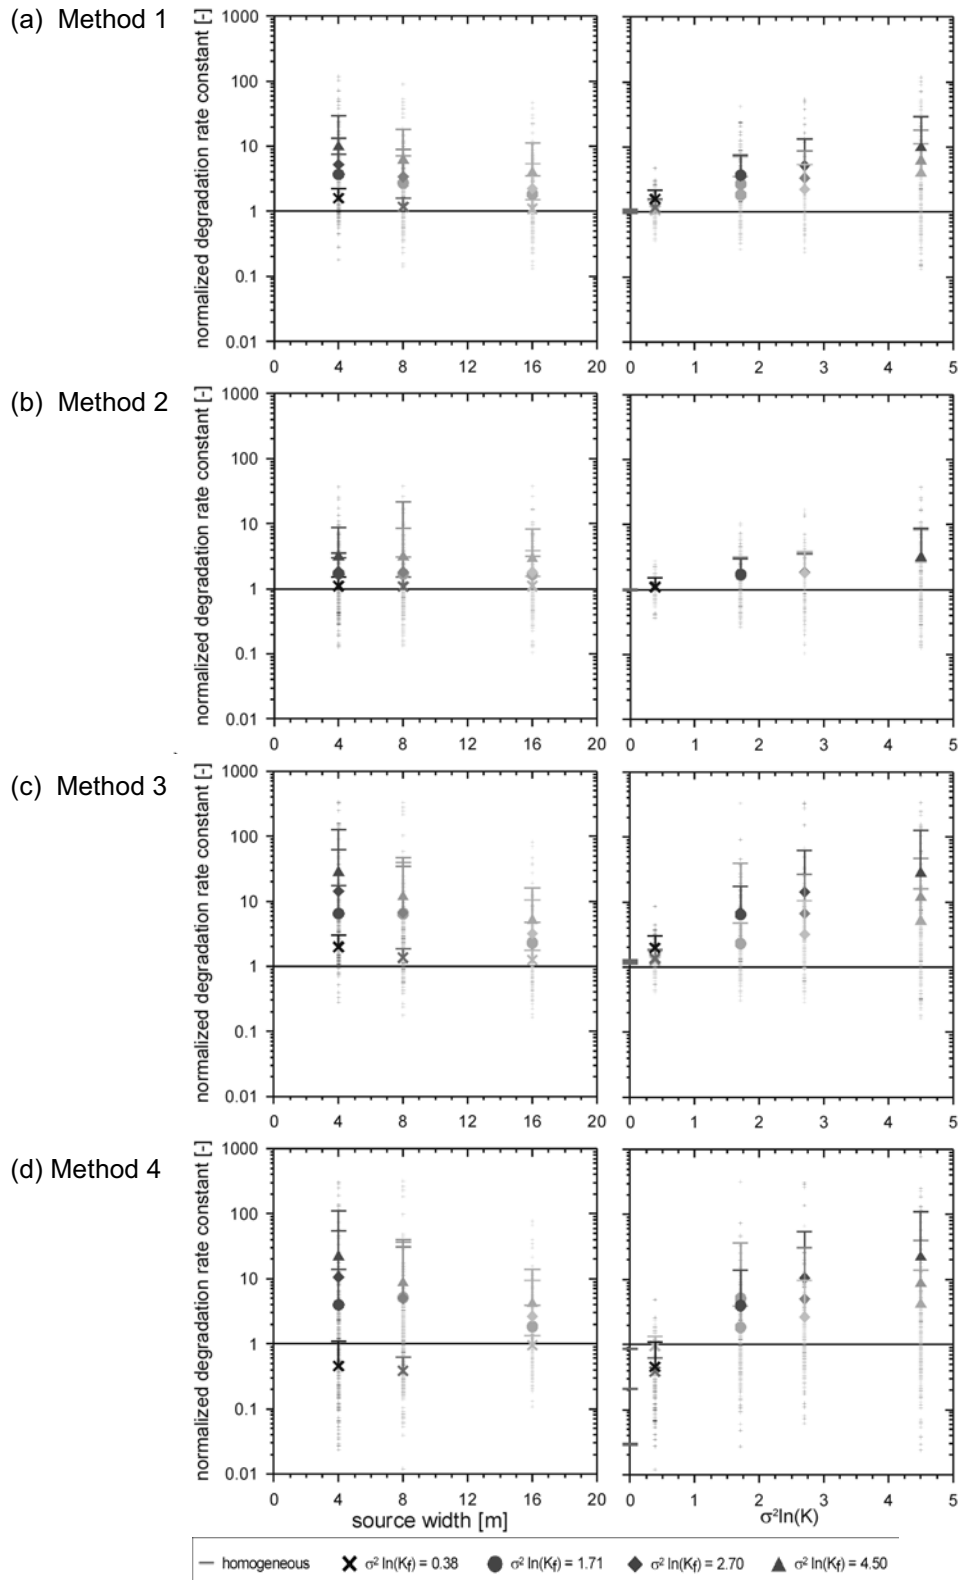 (a) Method 1
normalized degradation rate constant [-]
1000
100
10
1
0.1
0.01
0 4 8 12 16 20
0 1 2 3 4 5
(b) Method 2
normalized degradation rate constant [-]
1000
100
10
1
0.1
0.01
0 4 8 12 16 20
0 1 2 3 4 5
(c) Method 3
normalized degradation rate constant [-]
1000
100
10
1
0.1
0.01
0 4 8 12 16 20
0 1 2 3 4 5
(d) Method 4
normalized degradation rate constant [-]
1000
100
10
1
0.1
0.01
0 4 8 12 16 20
source width [m]
0 1 2 3 4 5
σ²ln(K)
homogeneous σ² ln(Kf) = 0.38 σ² ln(Kf) = 1.71 σ² ln(Kf) = 2.70 σ² ln(Kf) = 4.50